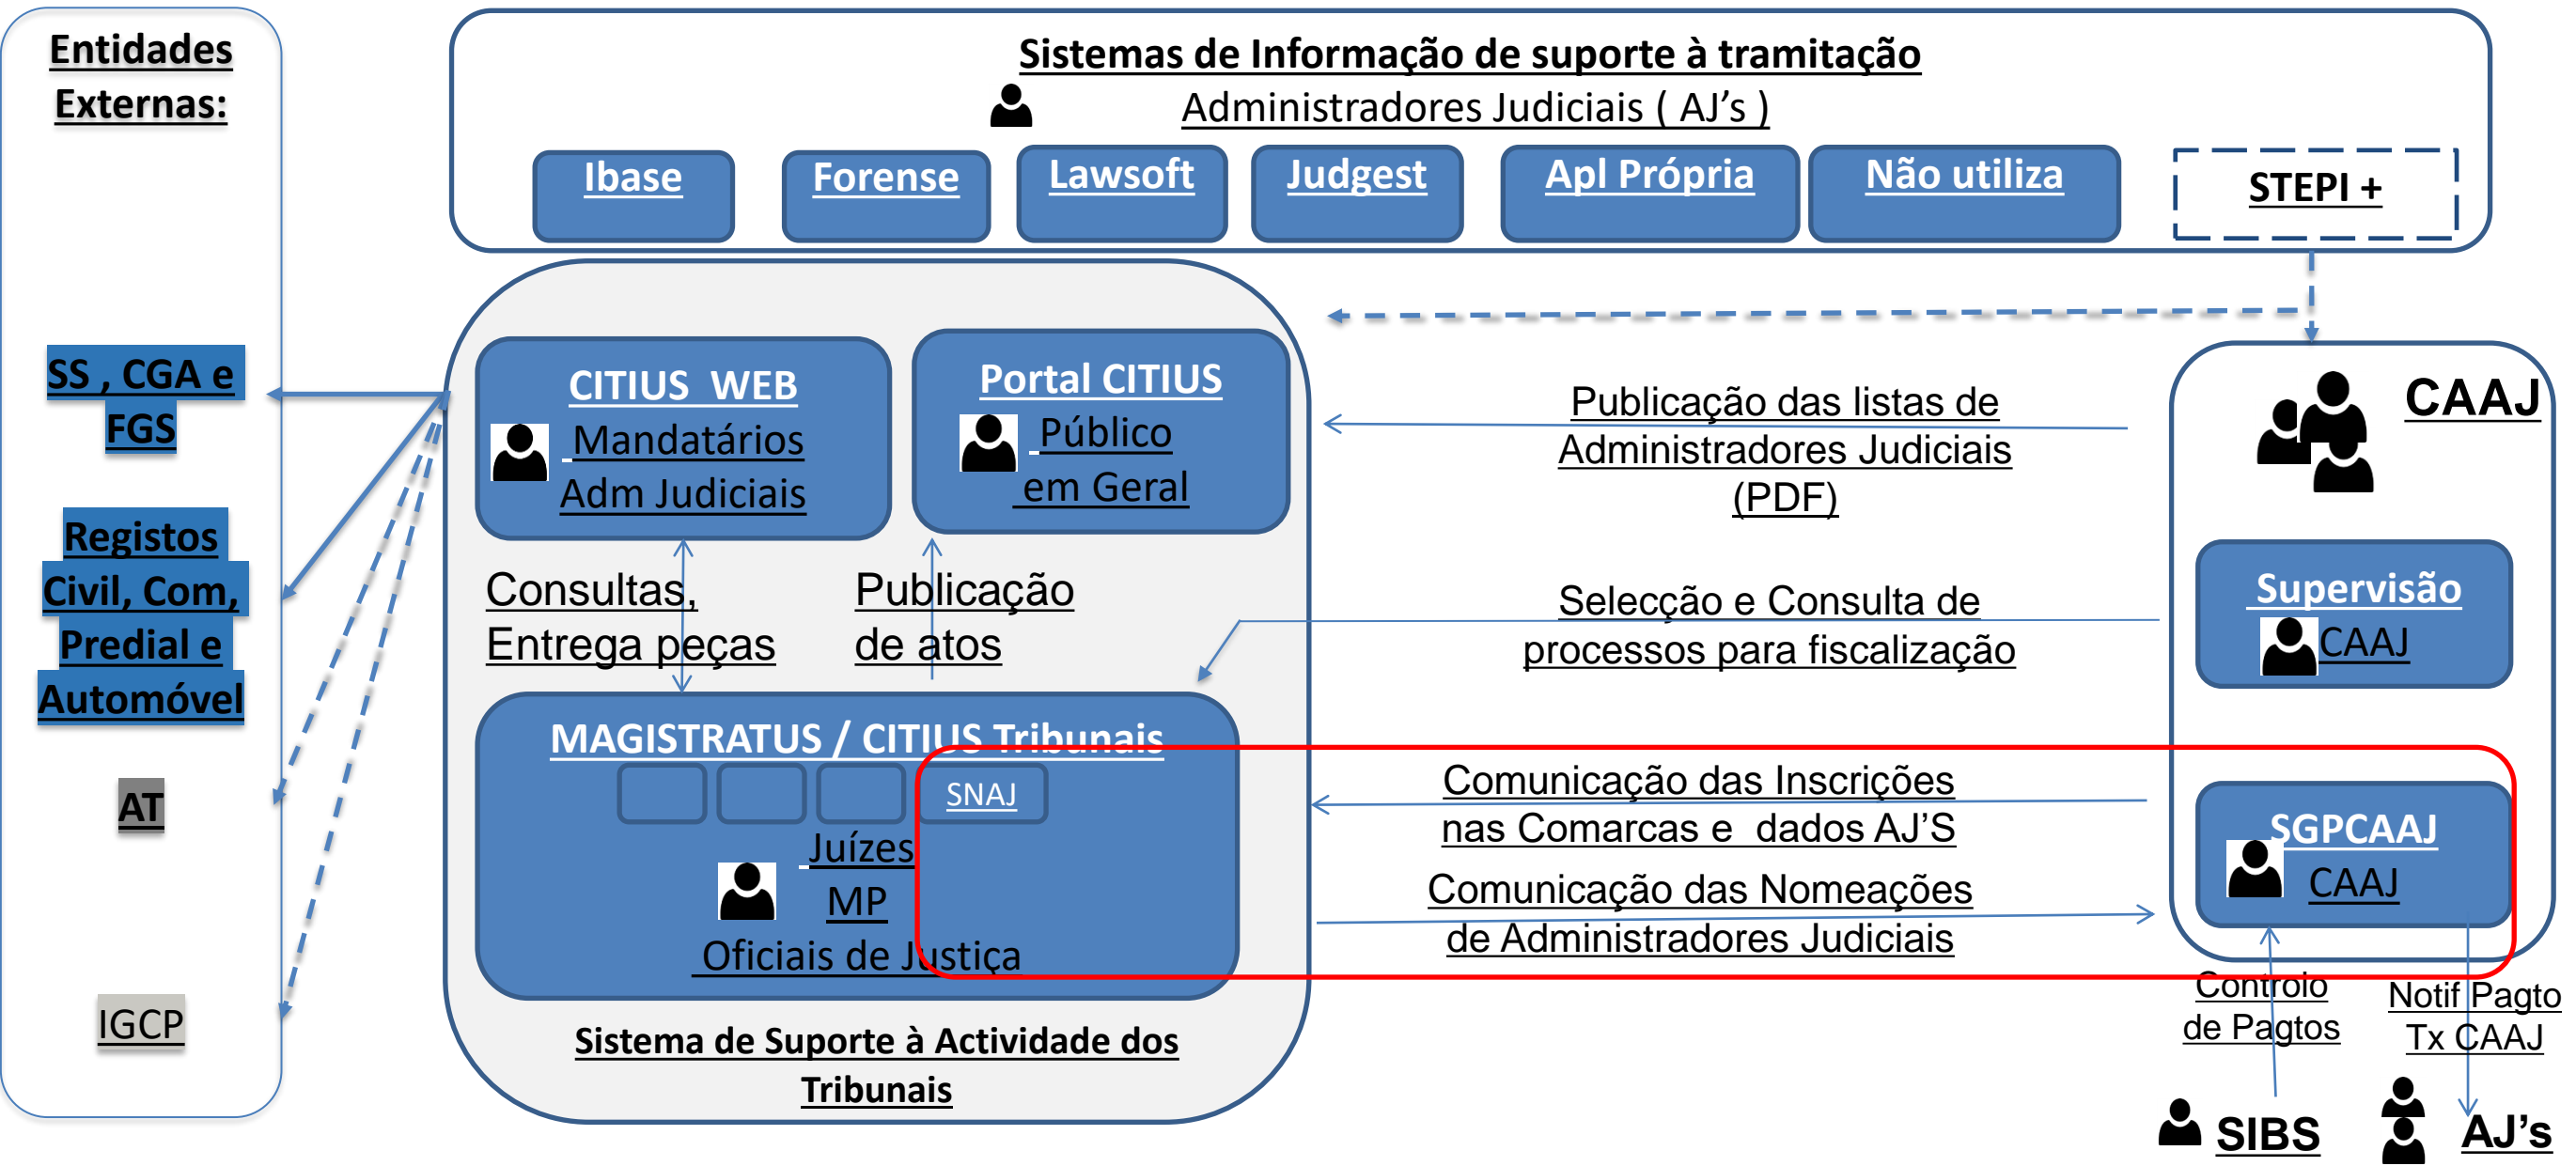 Entidades
Externas:
SS , CGA e
FGS
Registos
Civil, Com,
Predial e
Automóvel
AT
IGCP
Sistemas de Informação de suporte à tramitação
Administradores Judiciais ( AJ’s )
Ibase
Forense
Lawsoft
Judgest
Apl Própria
Não utiliza
STEPI +
CITIUS WEB
Mandatários
Adm Judiciais
Portal CITIUS
Público
em Geral
Consultas,
Entrega peças
Publicação
de atos
MAGISTRATUS / CITIUS Tribunais
SNAJ
Juízes
MP
Oficiais de Justiça
Sistema de Suporte à Actividade dos
Tribunais
Publicação das listas de
Administradores Judiciais
(PDF)
Selecção e Consulta de
processos para fiscalização
Comunicação das Inscrições
nas Comarcas e dados AJ’S
Comunicação das Nomeações
de Administradores Judiciais
CAAJ
Supervisão
CAAJ
SGPCAAJ
CAAJ
Controlo
de Pagtos
Notif Pagto
Tx CAAJ
SIBS
AJ’s